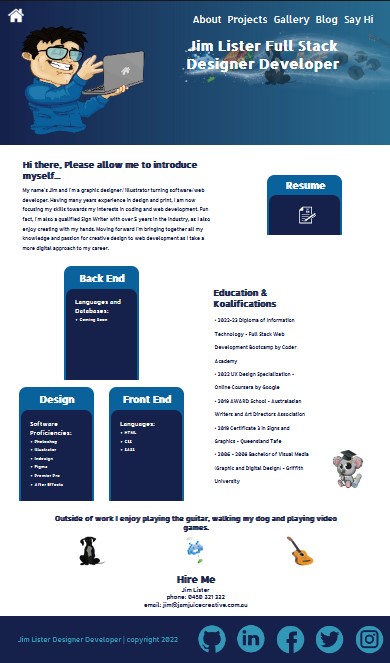 About Projects Gallery Blog Say Hi
Jim Lister Full Stack
Designer Developer
Hi there, Please allow me to introduce
myself...
My name's Jim and I'm a graphic designer/ illustrator turning software/web
developer. Having many years experience in design and print, I am now
focusing my skills towards my interests in coding and web development. Fun
fact, I'm also a qualified Sign Writer with over 5 years in the industry, as I also
enjoy creating with my hands. Moving forward I'm bringing together all my
knowledge and passion for creative design to web development as I take a
more digital approach to my career.
Resume
Back End
Languages and
Databases:
• Coming Soon
Education &
Koalifications
• 2022-23 Diploma of Information
Technology - Full Stack Web
Development Bootcamp by Coder
Academy
• 2022 UX Design Specialization -
Online Coursera by Google
• 2019 AWARD School - Australasian
Writers and Art Directors Association
• 2019 Certificate 3 in Signs and
Graphics - Queensland Tafe
• 2006 - 2008 Bachelor of Visual Media
(Graphic and Digital Design) - Griffith
University
Design
Software
Proficiencies:
• Photoshop
• Illustrator
• Indesign
• Figma
• Premier Pro
• After Effects
Front End
Languages:
• HTML
• CSS
• SASS
Outside of work I enjoy playing the guitar, walking my dog and playing video
games.
Hire Me
Jim Lister
phone: 0450 321 332
email: jim@jamjuicecreative.com.au
Jim Lister Designer Developer | copyright 2022